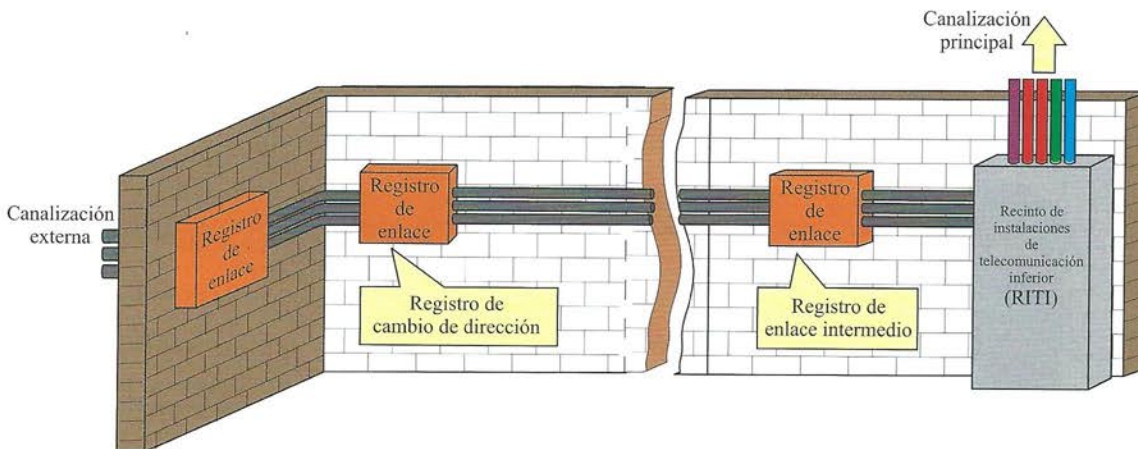 Canalización
principal
Canalización
externa
Registro
de
enlace
Registro
de
enlace
Registro de
cambio de dirección
Registro
de
enlace
Registro de
enlace intermedio
Recinto de
instalaciones
de
telecomunicación
inferior
(RITI)